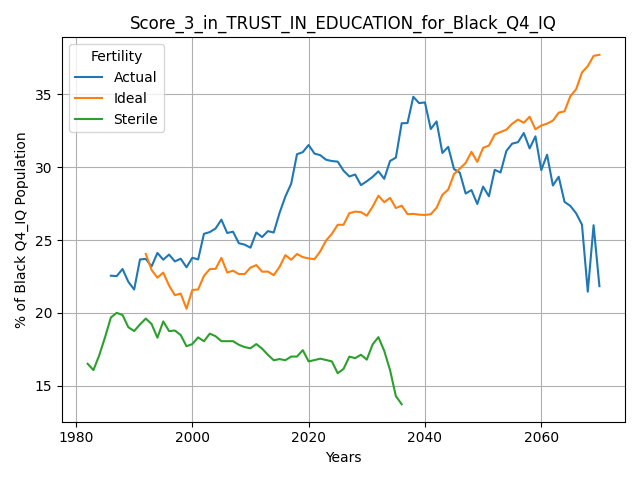 Score_3_in_TRUST_IN_EDUCATION_for_Black_Q4_IQ
Fertility
Actual
Ideal
Sterile
% of Black Q4_IQ Population
35
30
25
20
15
1980 2000 2020 2040 2060
Years